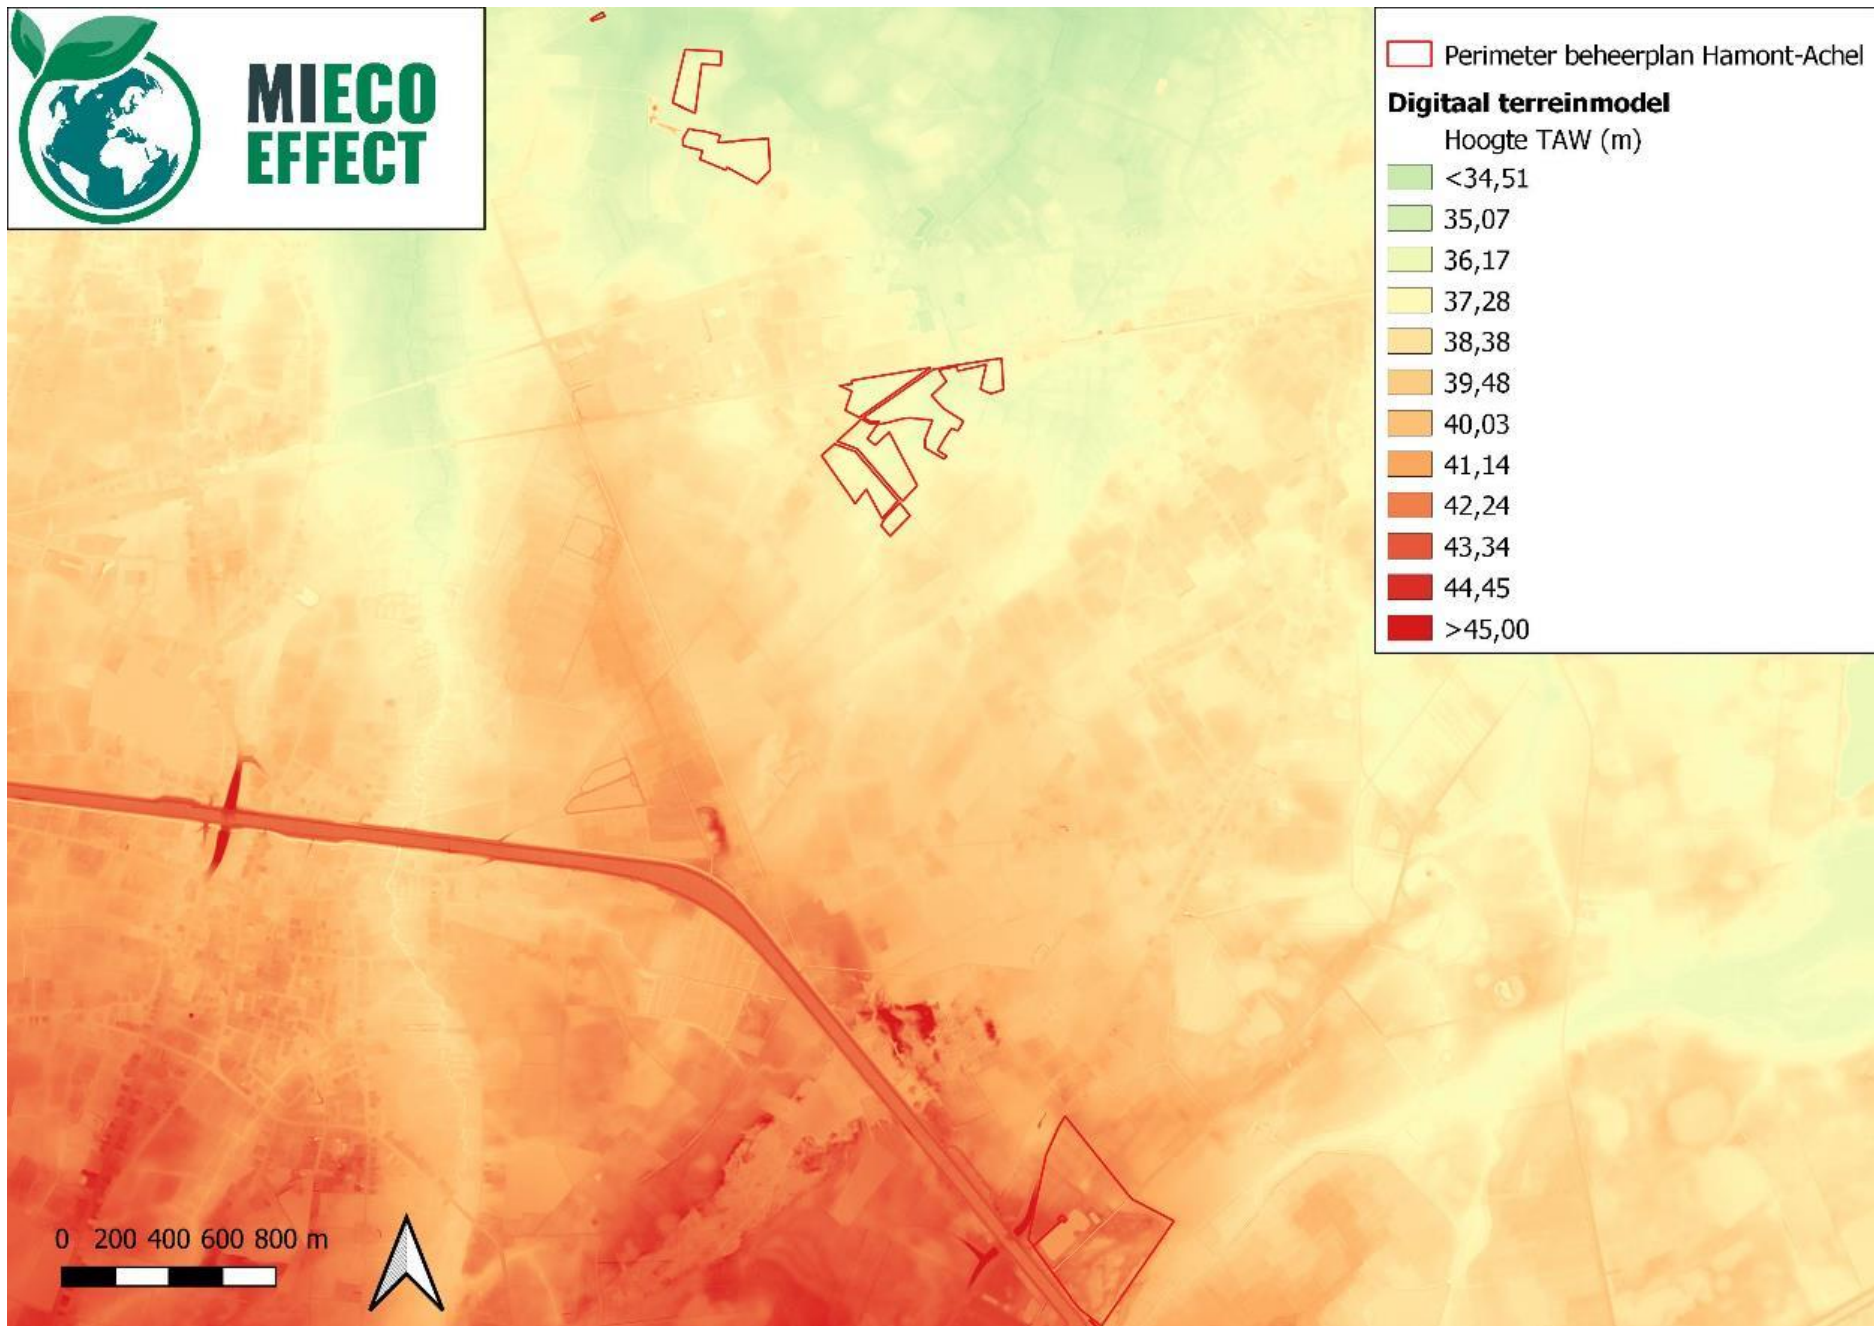 MIECO
EFFECT
Perimeter beheerplan Hamont-Achel
Digitaal terreinmodel
Hoogte TAW (m)
<34,51
35,07
36,17
37,28
38,38
39,48
40,03
41,14
42,24
43,34
44,45
>45,00
0 200 400 600 800 m